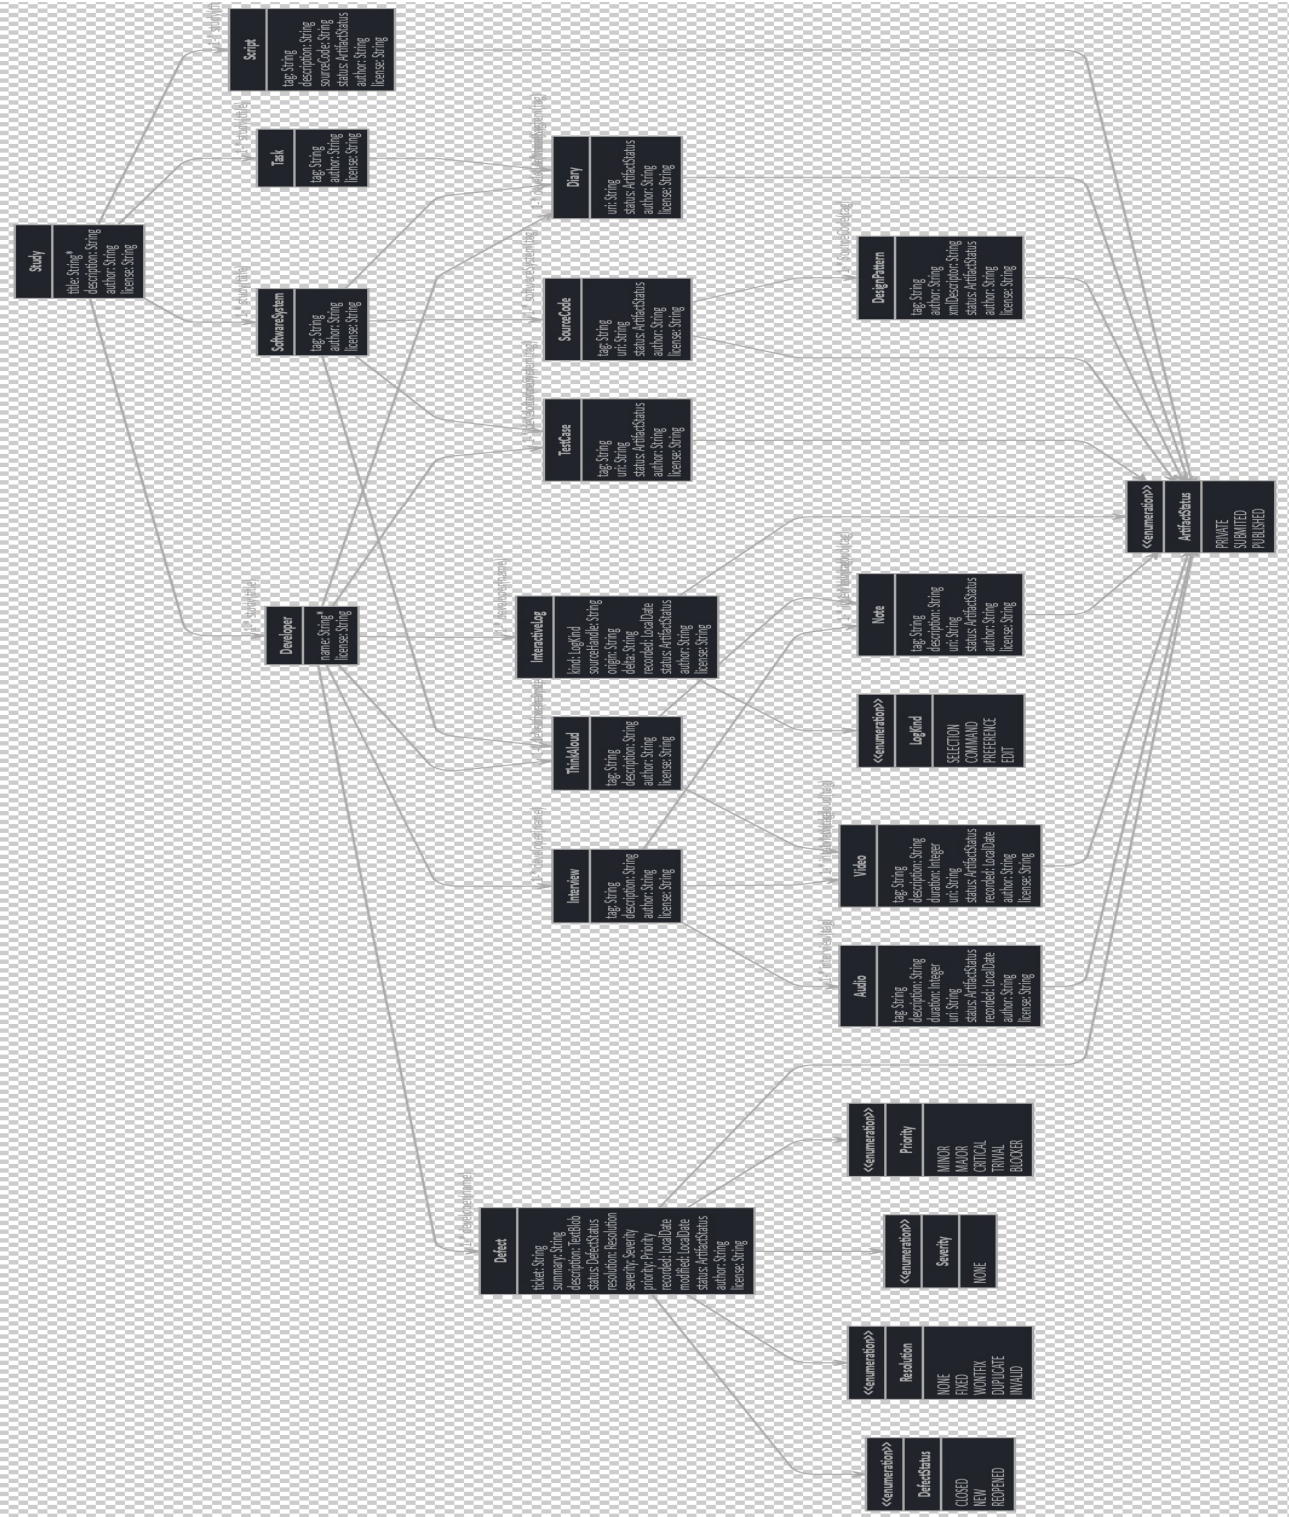 Study
title: String*
description: String
author: String
license: String
Script
tag: String
description: String
sourceCode: String
status: ArtifactStatus
author: String
license: String
Task
tag: String
author: String
license: String
SoftwareSystem
tag: String
author: String
license: String
Developer
name: String*
license: String
Diary
uri: String
status: ArtifactStatus
author: String
license: String
SourceCode
tag: String
uri: String
status: ArtifactStatus
author: String
license: String
TestCase
tag: String
uri: String
status: ArtifactStatus
author: String
license: String
InteractiveLog
kind: LogKind
sourceHandle: String
origin: String
delta: String
recorded: LocalDate
status: ArtifactStatus
author: String
license: String
ThinkAloud
tag: String
description: String
author: String
license: String
Interview
tag: String
description: String
author: String
license: String
Defect
ticket: String
summary: String
description: TextBlob
status: DefectStatus
resolution: Resolution
severity: Severity
priority: Priority
recorded: LocalDate
modified: LocalDate
status: ArtifactStatus
author: String
license: String
DesignPattern
tag: String
author: String
xmlDescriptor: String
status: ArtifactStatus
author: String
license: String
Note
tag: String
description: String
uri: String
status: ArtifactStatus
author: String
license: String
<<enumeration>>
LogKind
SELECTION
COMMAND
PREFERENCE
EDIT
Video
tag: String
description: String
duration: Integer
uri: String
status: ArtifactStatus
recorded: LocalDate
author: String
license: String
Audio
tag: String
description: String
duration: Integer
uri: String
status: ArtifactStatus
recorded: LocalDate
author: String
license: String
<<enumeration>>
Priority
MINOR
MAJOR
CRITICAL
TRIVIAL
BLOCKER
<<enumeration>>
Severity
NONE
<<enumeration>>
Resolution
NONE
FIXED
WONTFIX
DUPLICATE
INVALID
<<enumeration>>
DefectStatus
CLOSED
NEW
REOPENED
<<enumeration>>
ArtifactStatus
PRIVATE
SUBMITED
PUBLISHED